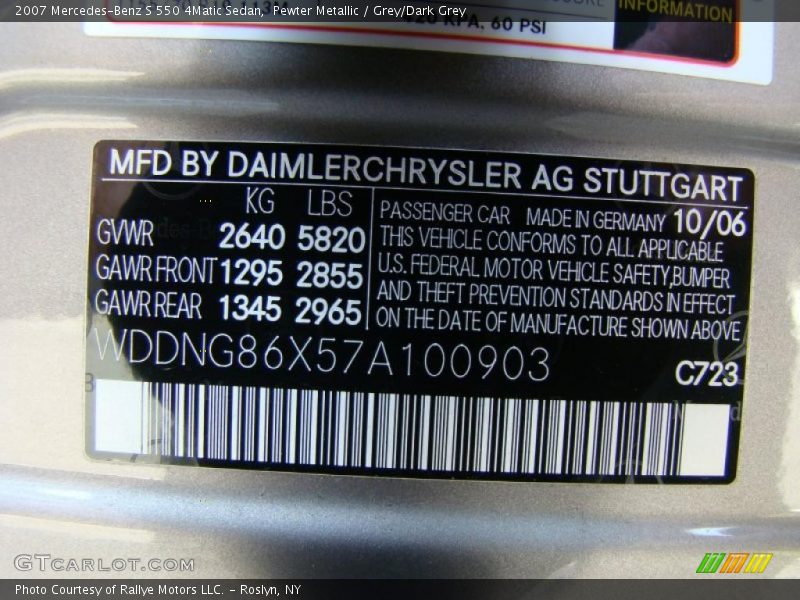 2007 Mercedes-Benz S 550 4Matic Sedan, Pewter Metallic / Grey/Dark Grey
KPA, 60 PSI
INFORMATION
MFD BY DAIMLERCHRYSLER AG STUTTGART
KG LBS
GVWR 2640 5820
GAWR FRONT 1295 2855
GAWR REAR 1345 2965
PASSENGER CAR MADE IN GERMANY 10/06
THIS VEHICLE CONFORMS TO ALL APPLICABLE
U.S. FEDERAL MOTOR VEHICLE SAFETY, BUMPER
AND THEFT PREVENTION STANDARDS IN EFFECT
ON THE DATE OF MANUFACTURE SHOWN ABOVE
WDDNG86X57A100903
C723
GTCARLOT.COM
Photo Courtesy of Rallye Motors LLC. - Roslyn, NY